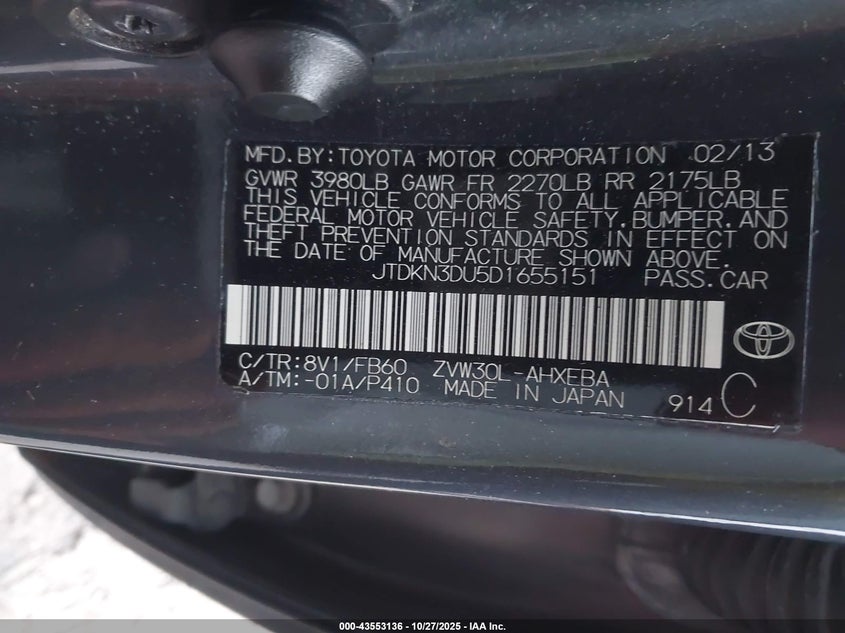 MFD.BY:TOYOTA MOTOR CORPORATION 02/13
GVWR 3980LB GAWR FR 2270LB RR 2175LB
THIS VEHICLE CONFORMS TO ALL APPLICABLE
FEDERAL MOTOR VEHICLE SAFETY,BUMPER,AND
THEFT PREVENTION STANDARDS IN EFFECT ON
THE DATE OF MANUFACTURE SHOWN ABOVE.
JTDKN3DU5D1655151 PASS.CAR
C/TR:8V1/FB60 ZVW30L-AHXEBA
A/TM:-01A/P410 MADE IN JAPAN 914 C
000-43553136 - 10/27/2025 - IAA Inc.